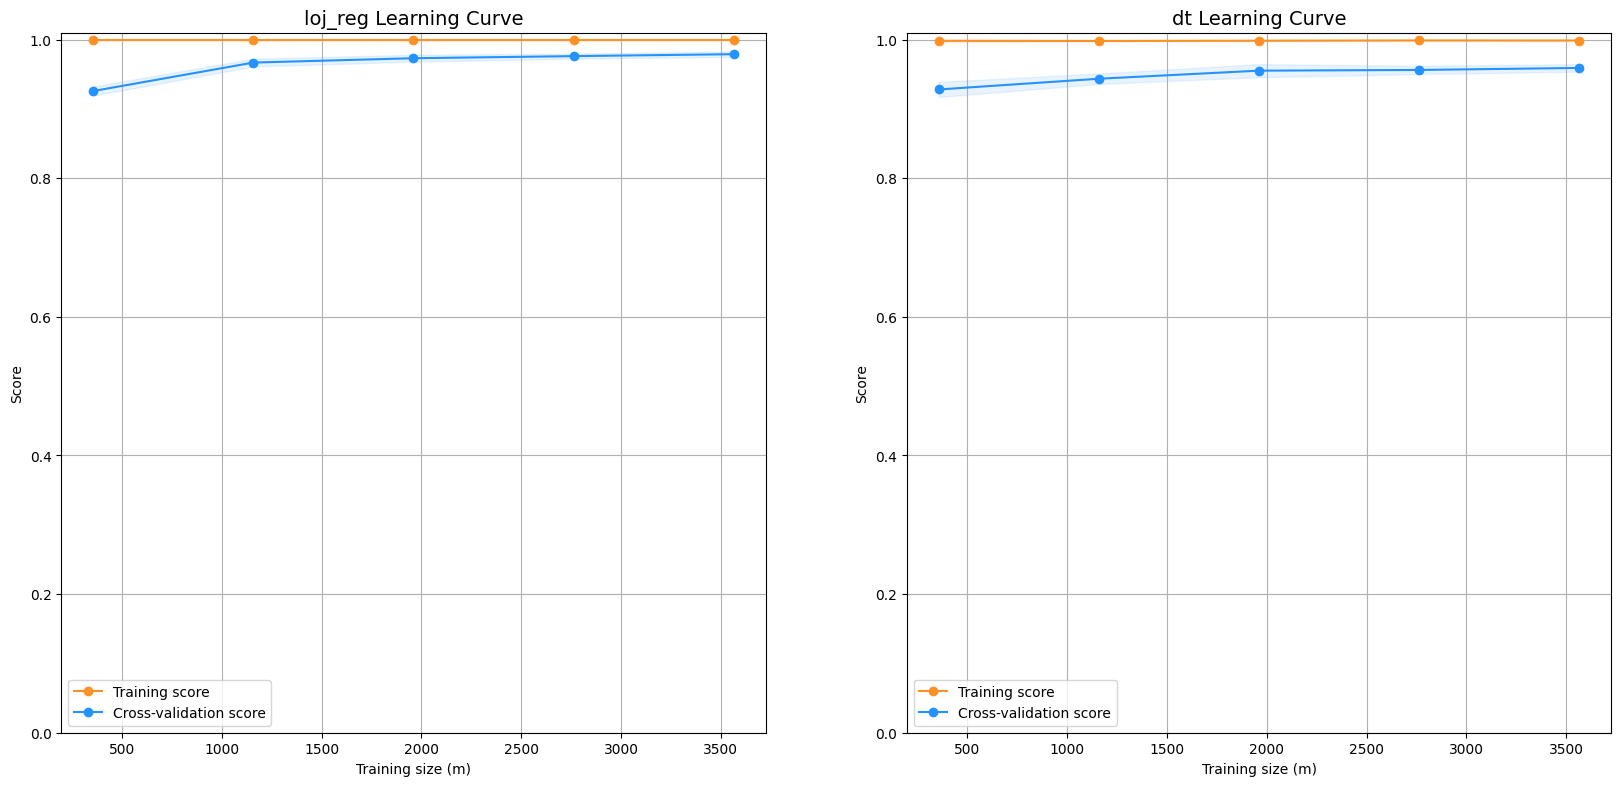 loj_reg Learning Curve
1.0
0.8
0.6
0.4
0.2
0.0
Score
500 1000 1500 2000 2500 3000 3500
Training size (m)
Training score
Cross-validation score
dt Learning Curve
1.0
0.8
0.6
0.4
0.2
0.0
Score
500 1000 1500 2000 2500 3000 3500
Training size (m)
Training score
Cross-validation score